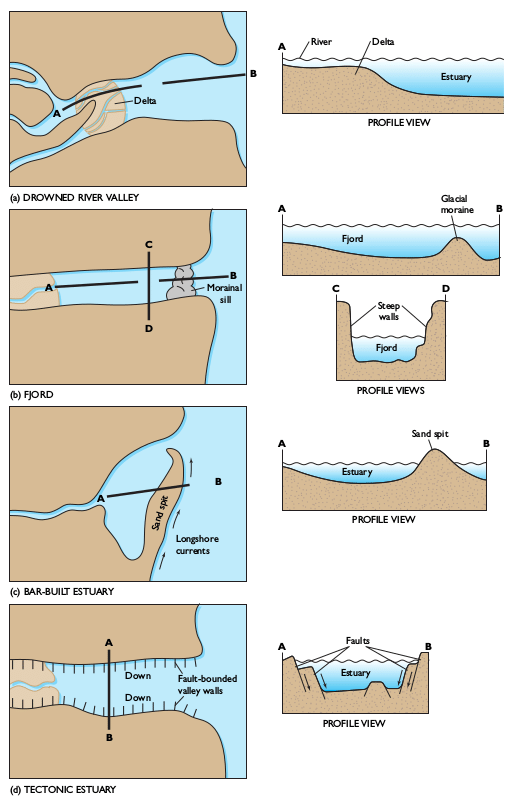 B
A
Delta
(a) DROWNED RIVER VALLEY
A
River
Delta
Estuary
PROFILE VIEW
C
A
B
Morainal
sill
D
(b) FJORD
A
Glacial
moraine
B
Fjord
C
D
Steep
walls
Fjord
PROFILE VIEWS
A
B
Sand spit
Longshore
currents
(c) BAR-BUILT ESTUARY
A
Sand spit
B
Estuary
PROFILE VIEW
A
Down
Fault-bounded
valley walls
Down
B
(d) TECTONIC ESTUARY
A
Faults
B
Estuary
PROFILE VIEW